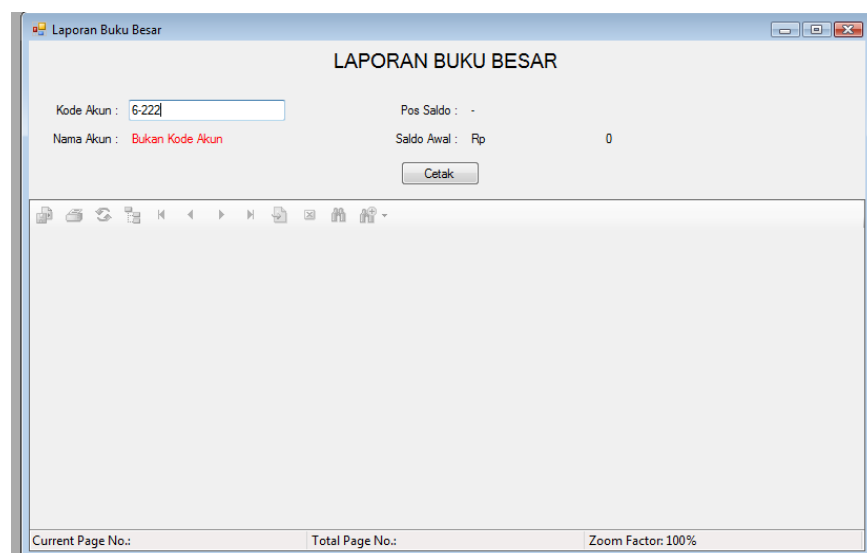 Laporan Buku Besar
LAPORAN BUKU BESAR
Kode Akun : 6-222 Pos Saldo : -
Nama Akun : Bukan Kode Akun Saldo Awal : Rp 0
Cetak
Current Page No.: Total Page No.: Zoom Factor: 100%